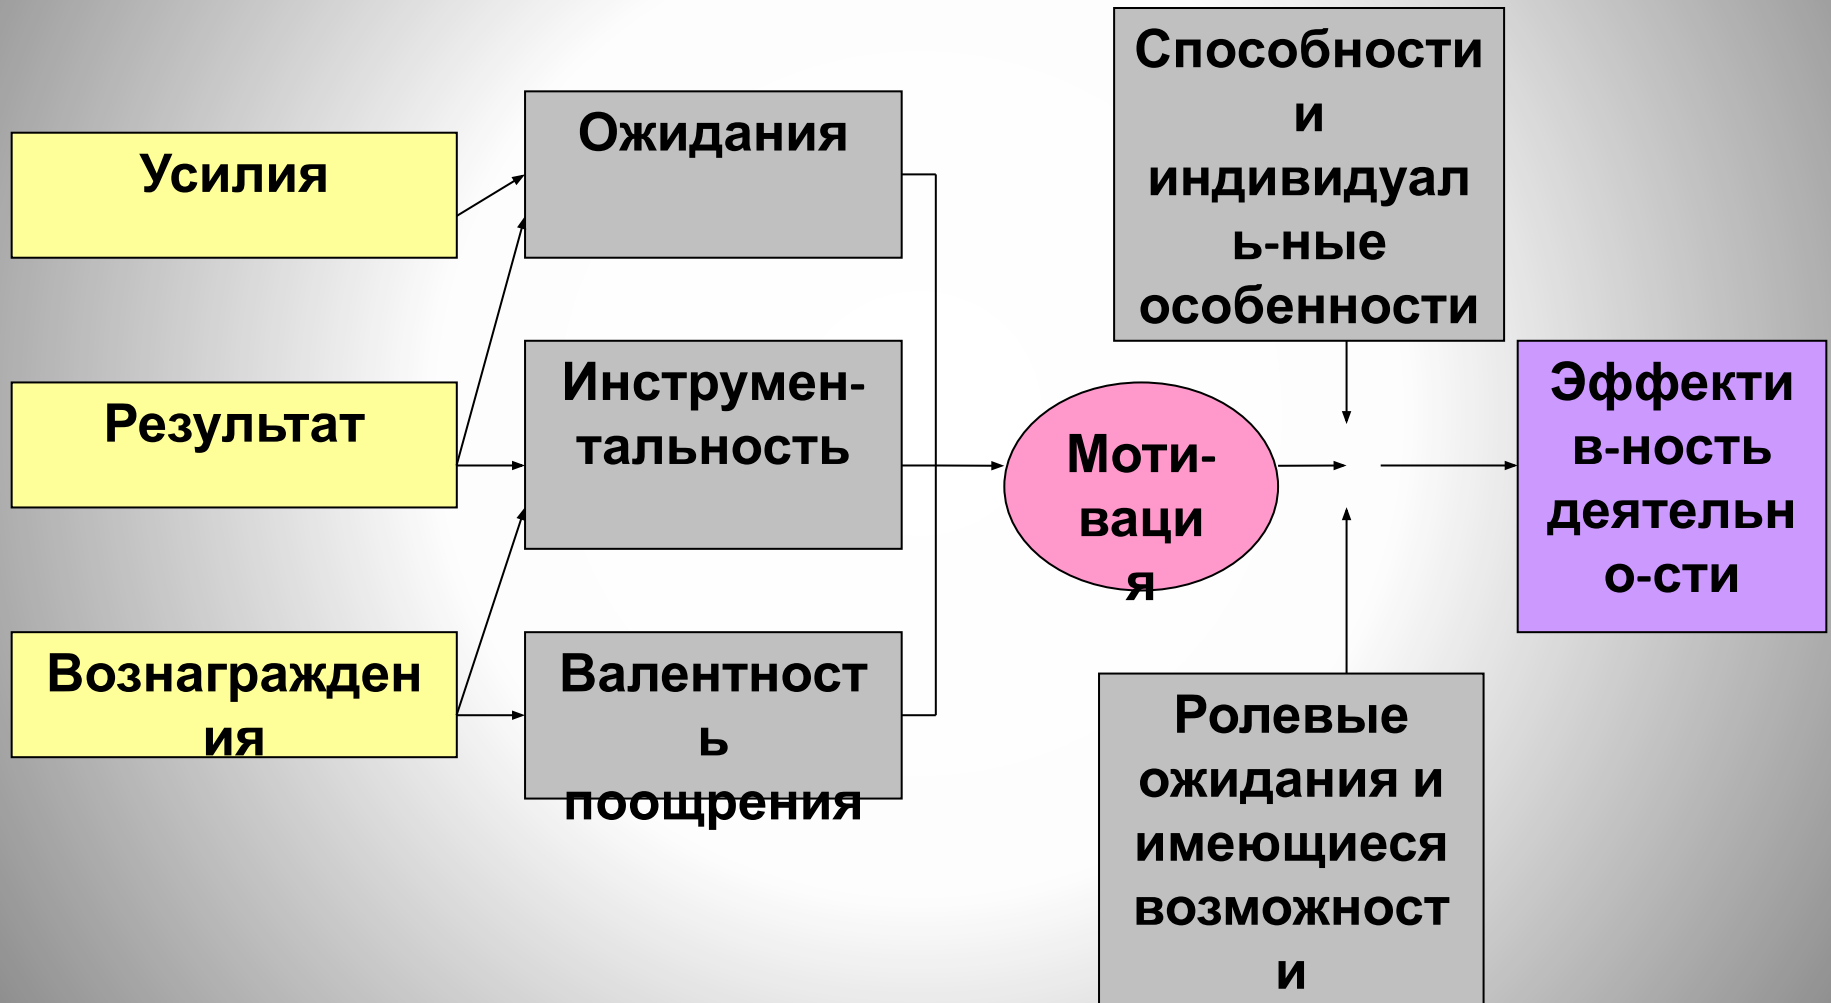 Усилия
Результат
Вознагражден
ия
Ожидания
Инструмен-
тальность
Валентност
ь
поощрения
Моти-
ваци
я
Способности
и
индивидуал
ь-ные
особенности
Ролевые
ожидания и
имеющиеся
возможност
и
Эффекти
в-ность
деятельн
о-сти